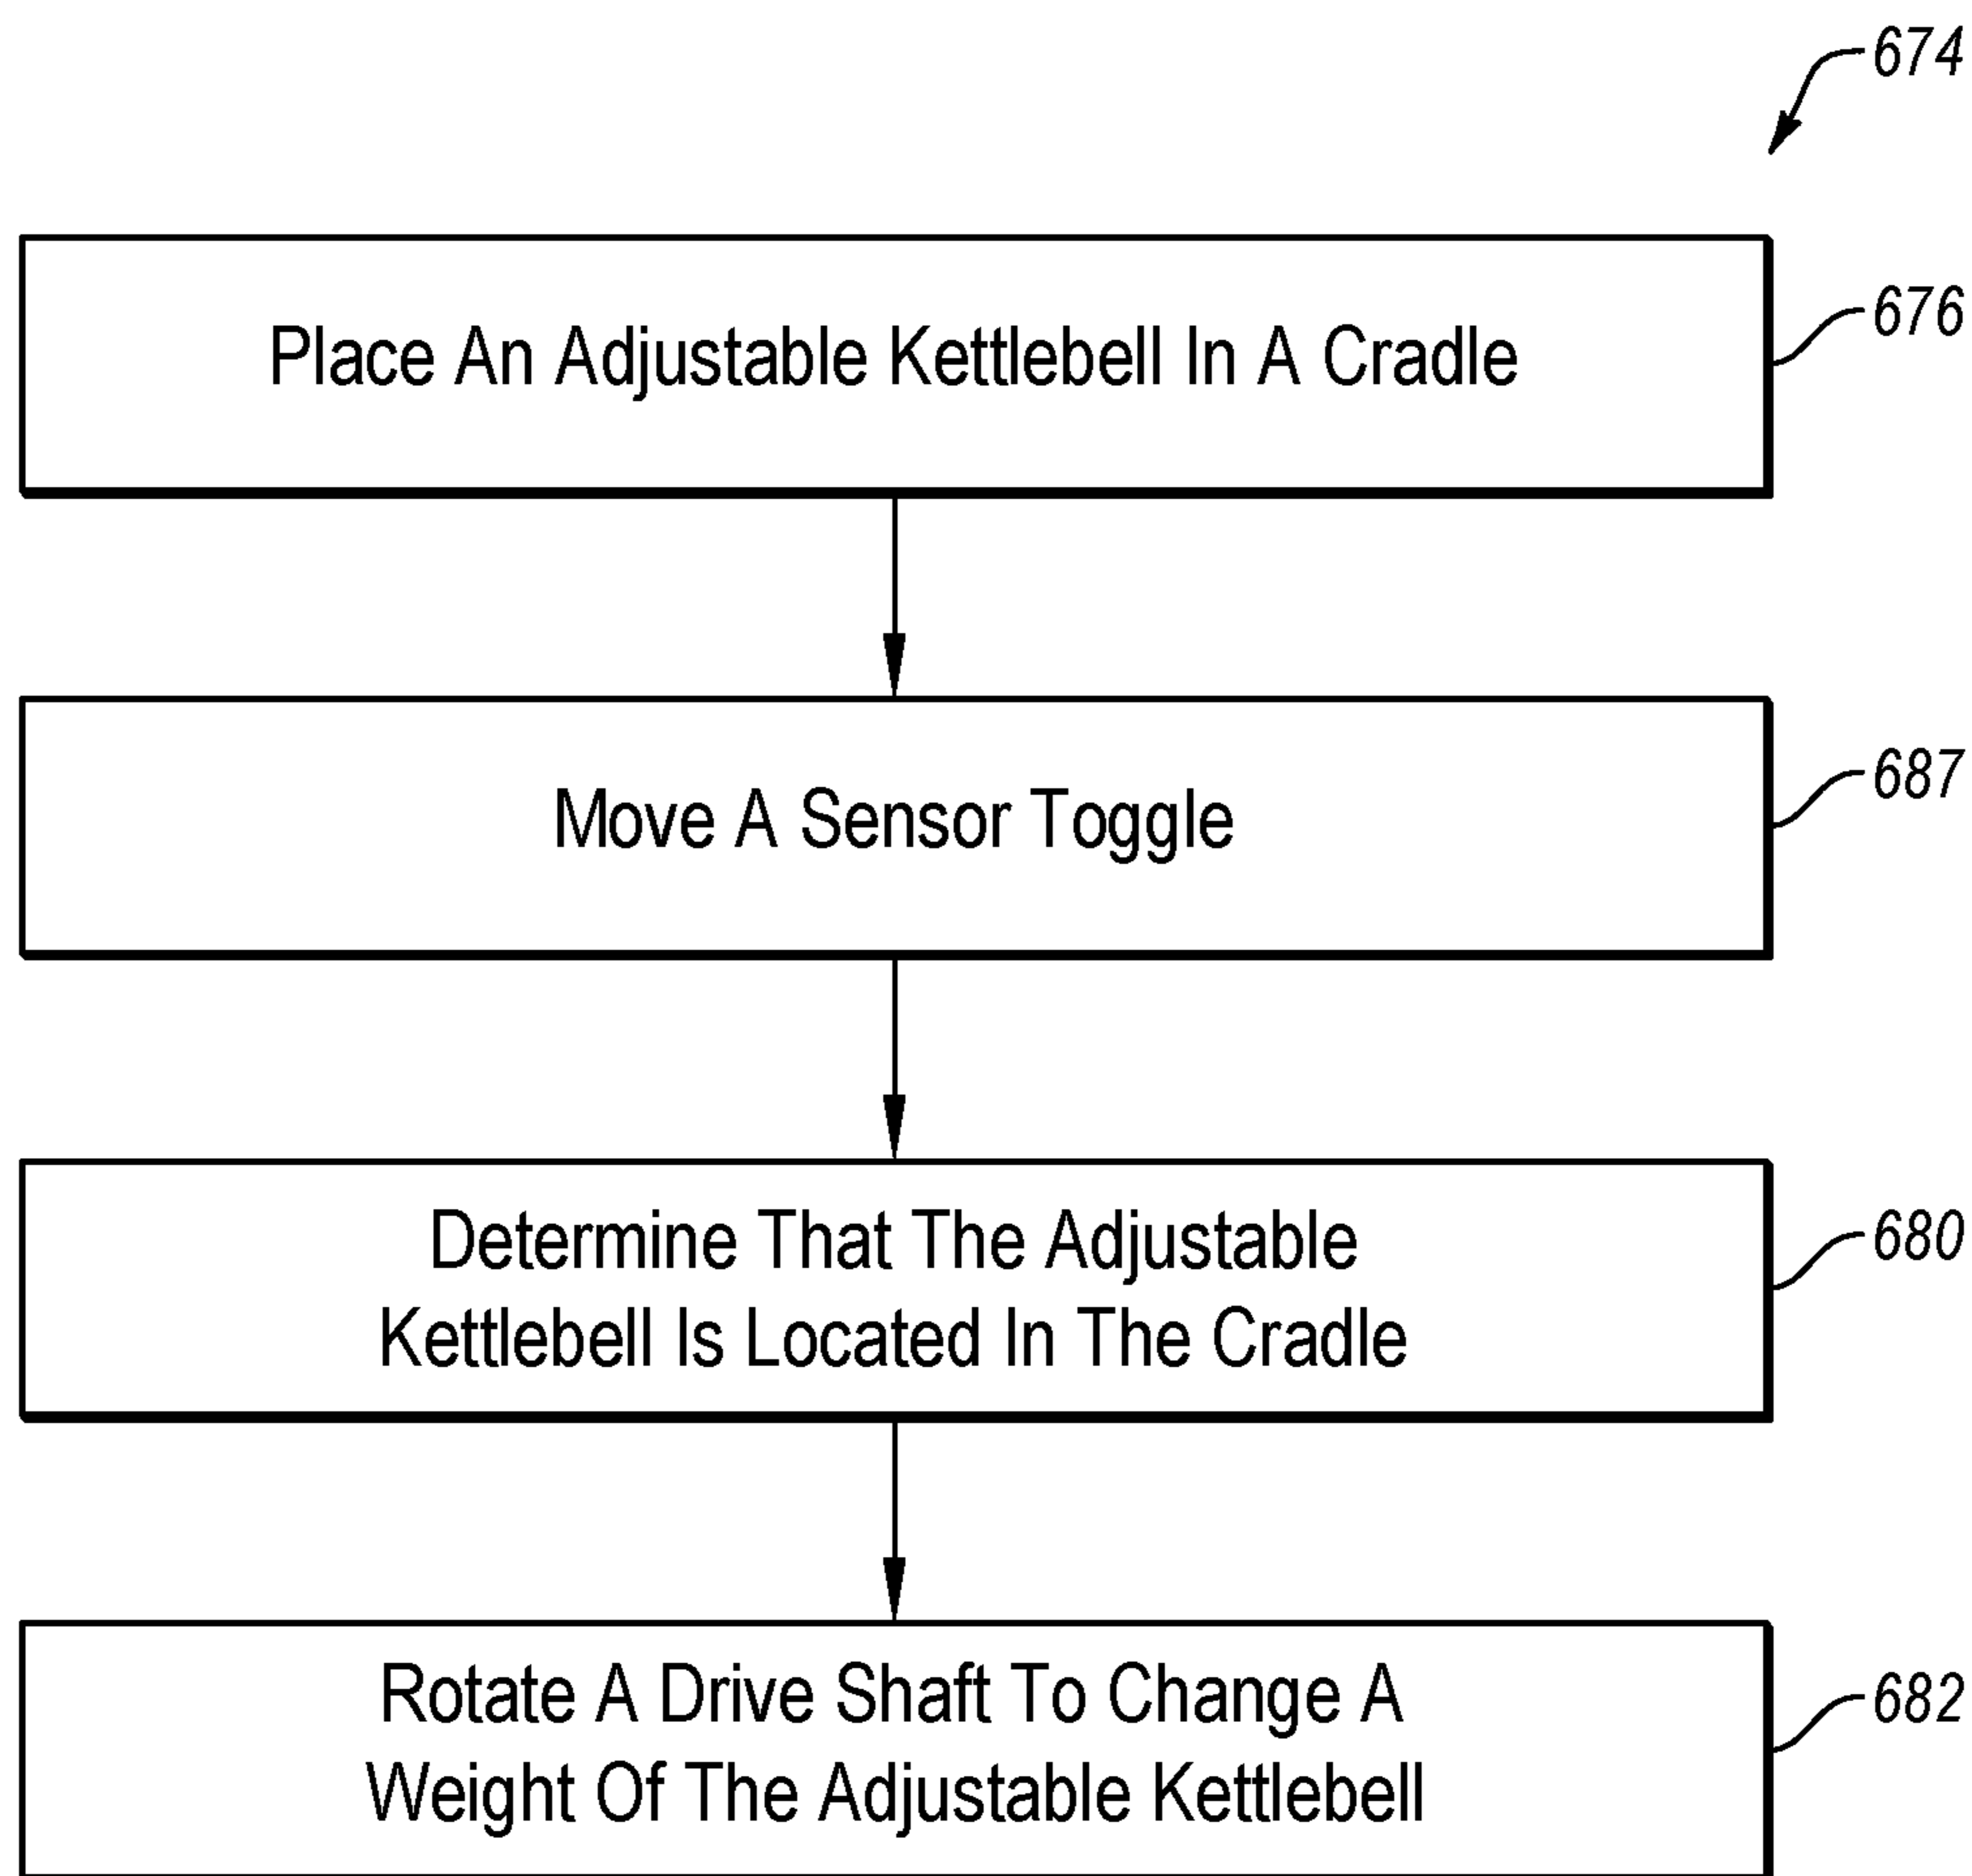 674
Place An Adjustable Kettlebell In A Cradle
676
Move A Sensor Toggle
687
Determine That The Adjustable
Kettlebell Is Located In The Cradle
680
Rotate A Drive Shaft To Change A
Weight Of The Adjustable Kettlebell
682